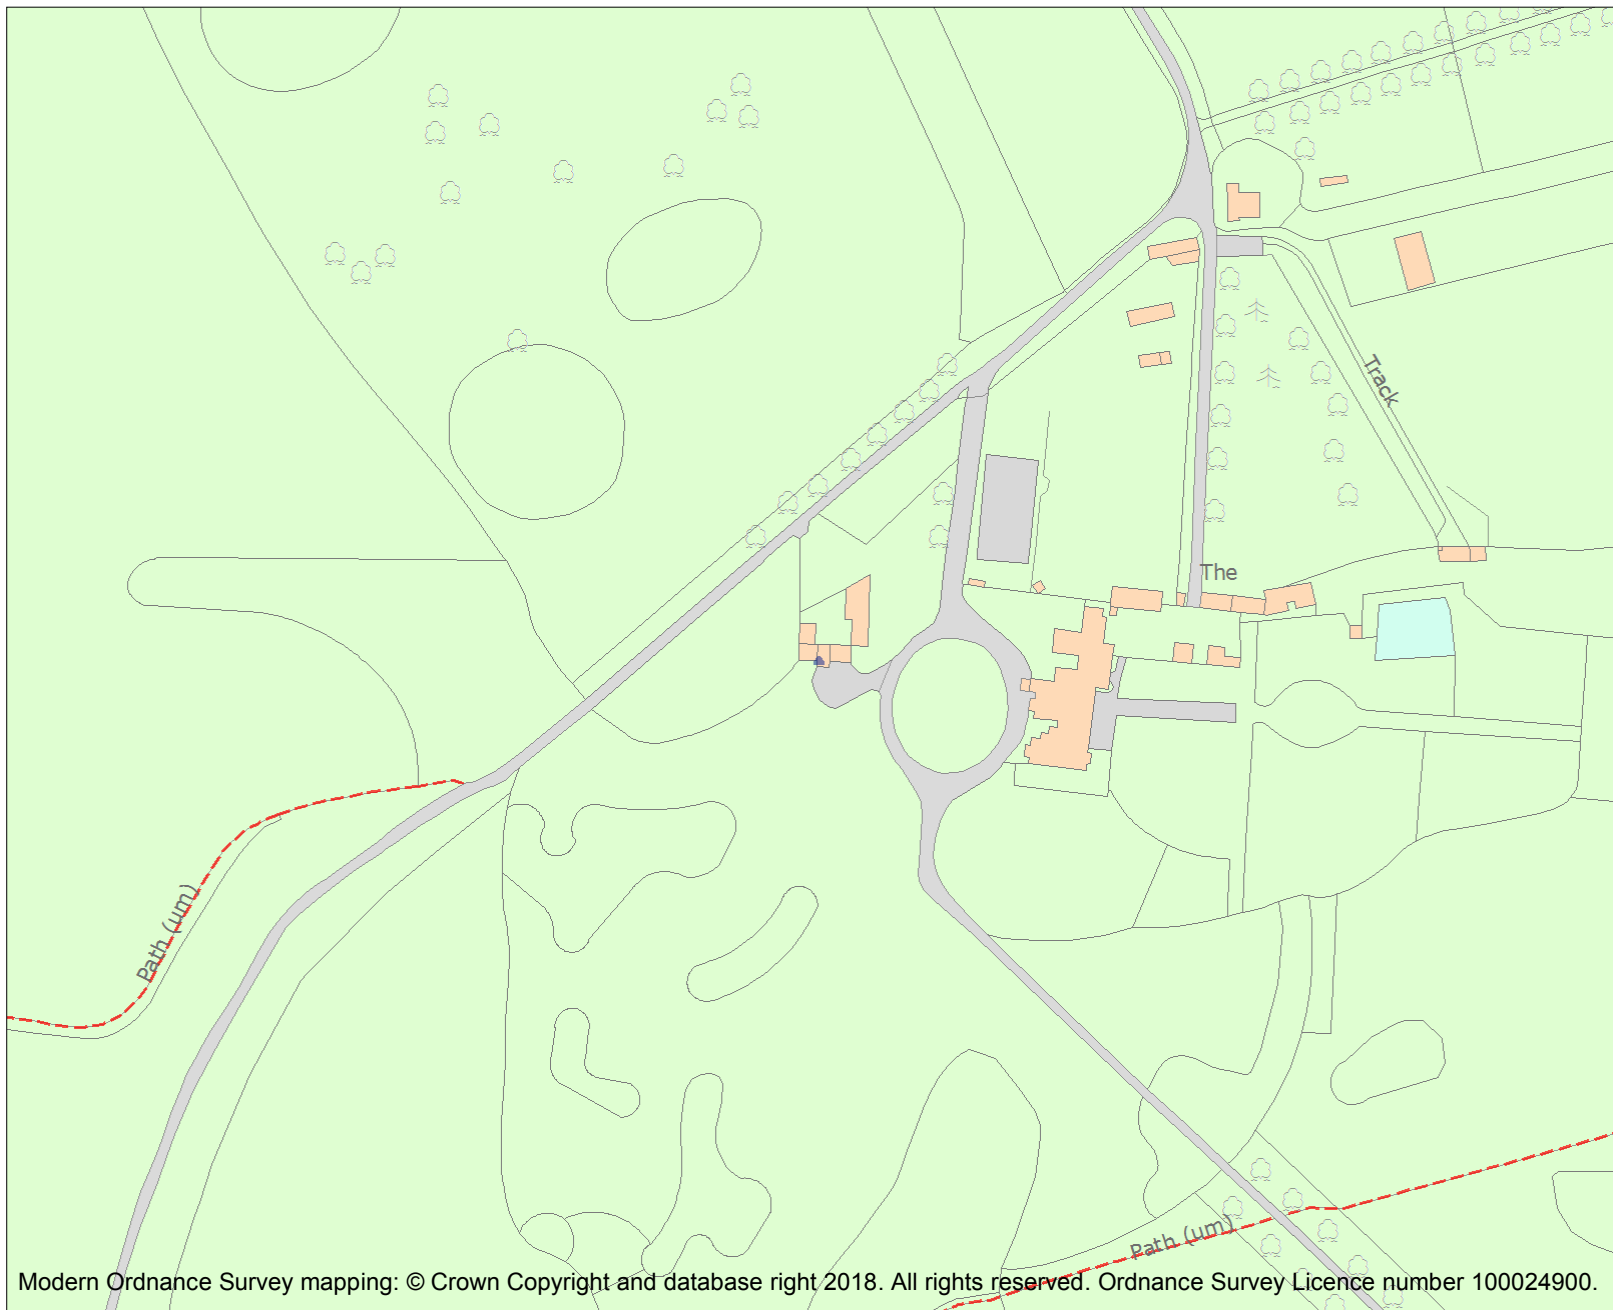 Track
The
Path (um)
Path (um)
Modern Ordnance Survey mapping: © Crown Copyright and database right 2018. All rights reserved. Ordnance Survey Licence number 100024900.